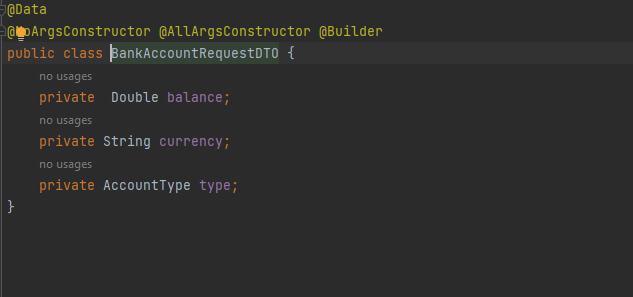 @Data
@NoArgsConstructor @AllArgsConstructor @Builder
public class BankAccountRequestDTO {
no usages
private  Double balance;
no usages
private String currency;
no usages
private AccountType type;
}